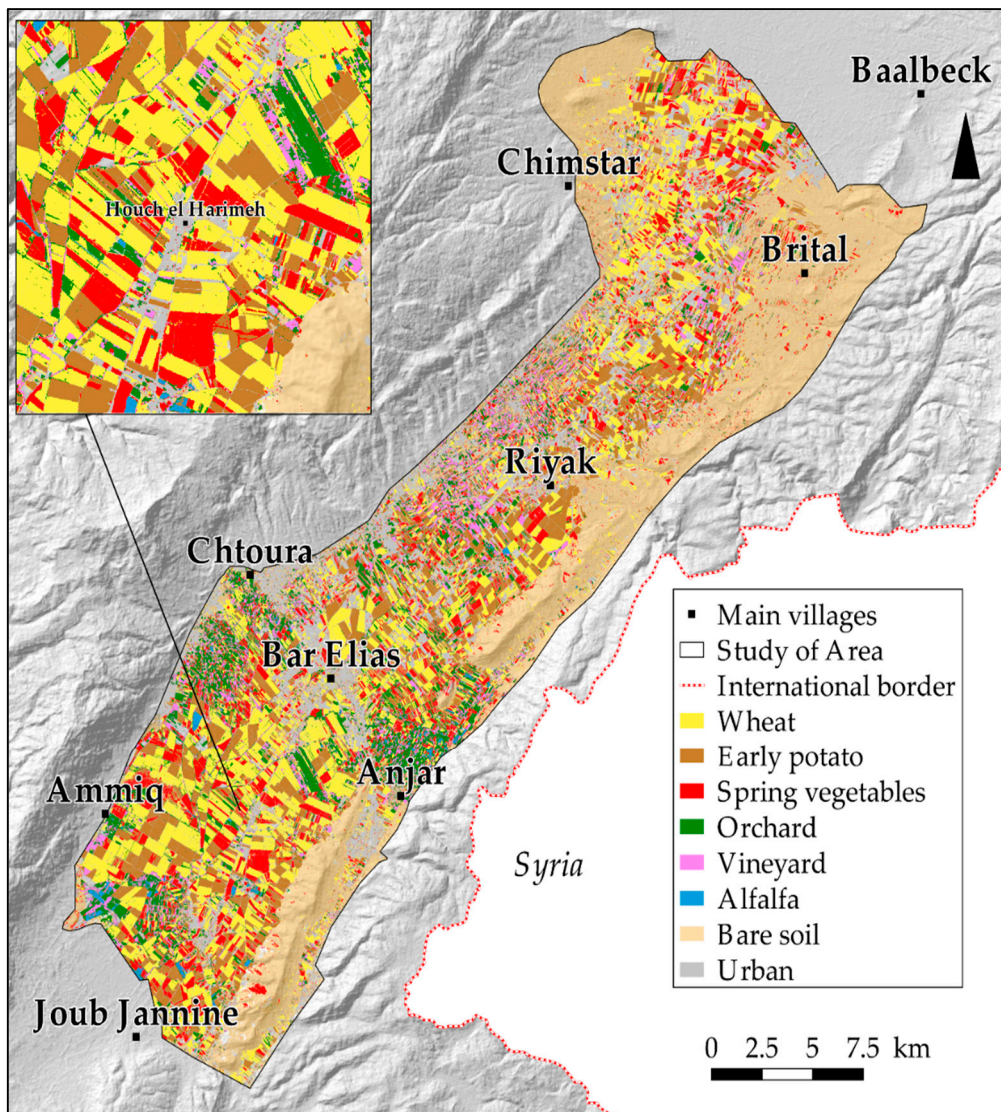 Baalbeck
Chimstar
Houch el Harimeh
Brital
Riyak
Chtoura
Bar Elias
Anjar
Ammiq
Syria
Joub Jannine
Main villages
Study of Area
International border
Wheat
Early potato
Spring vegetables
Orchard
Vineyard
Alfalfa
Bare soil
Urban
0 2.5 5 7.5 km